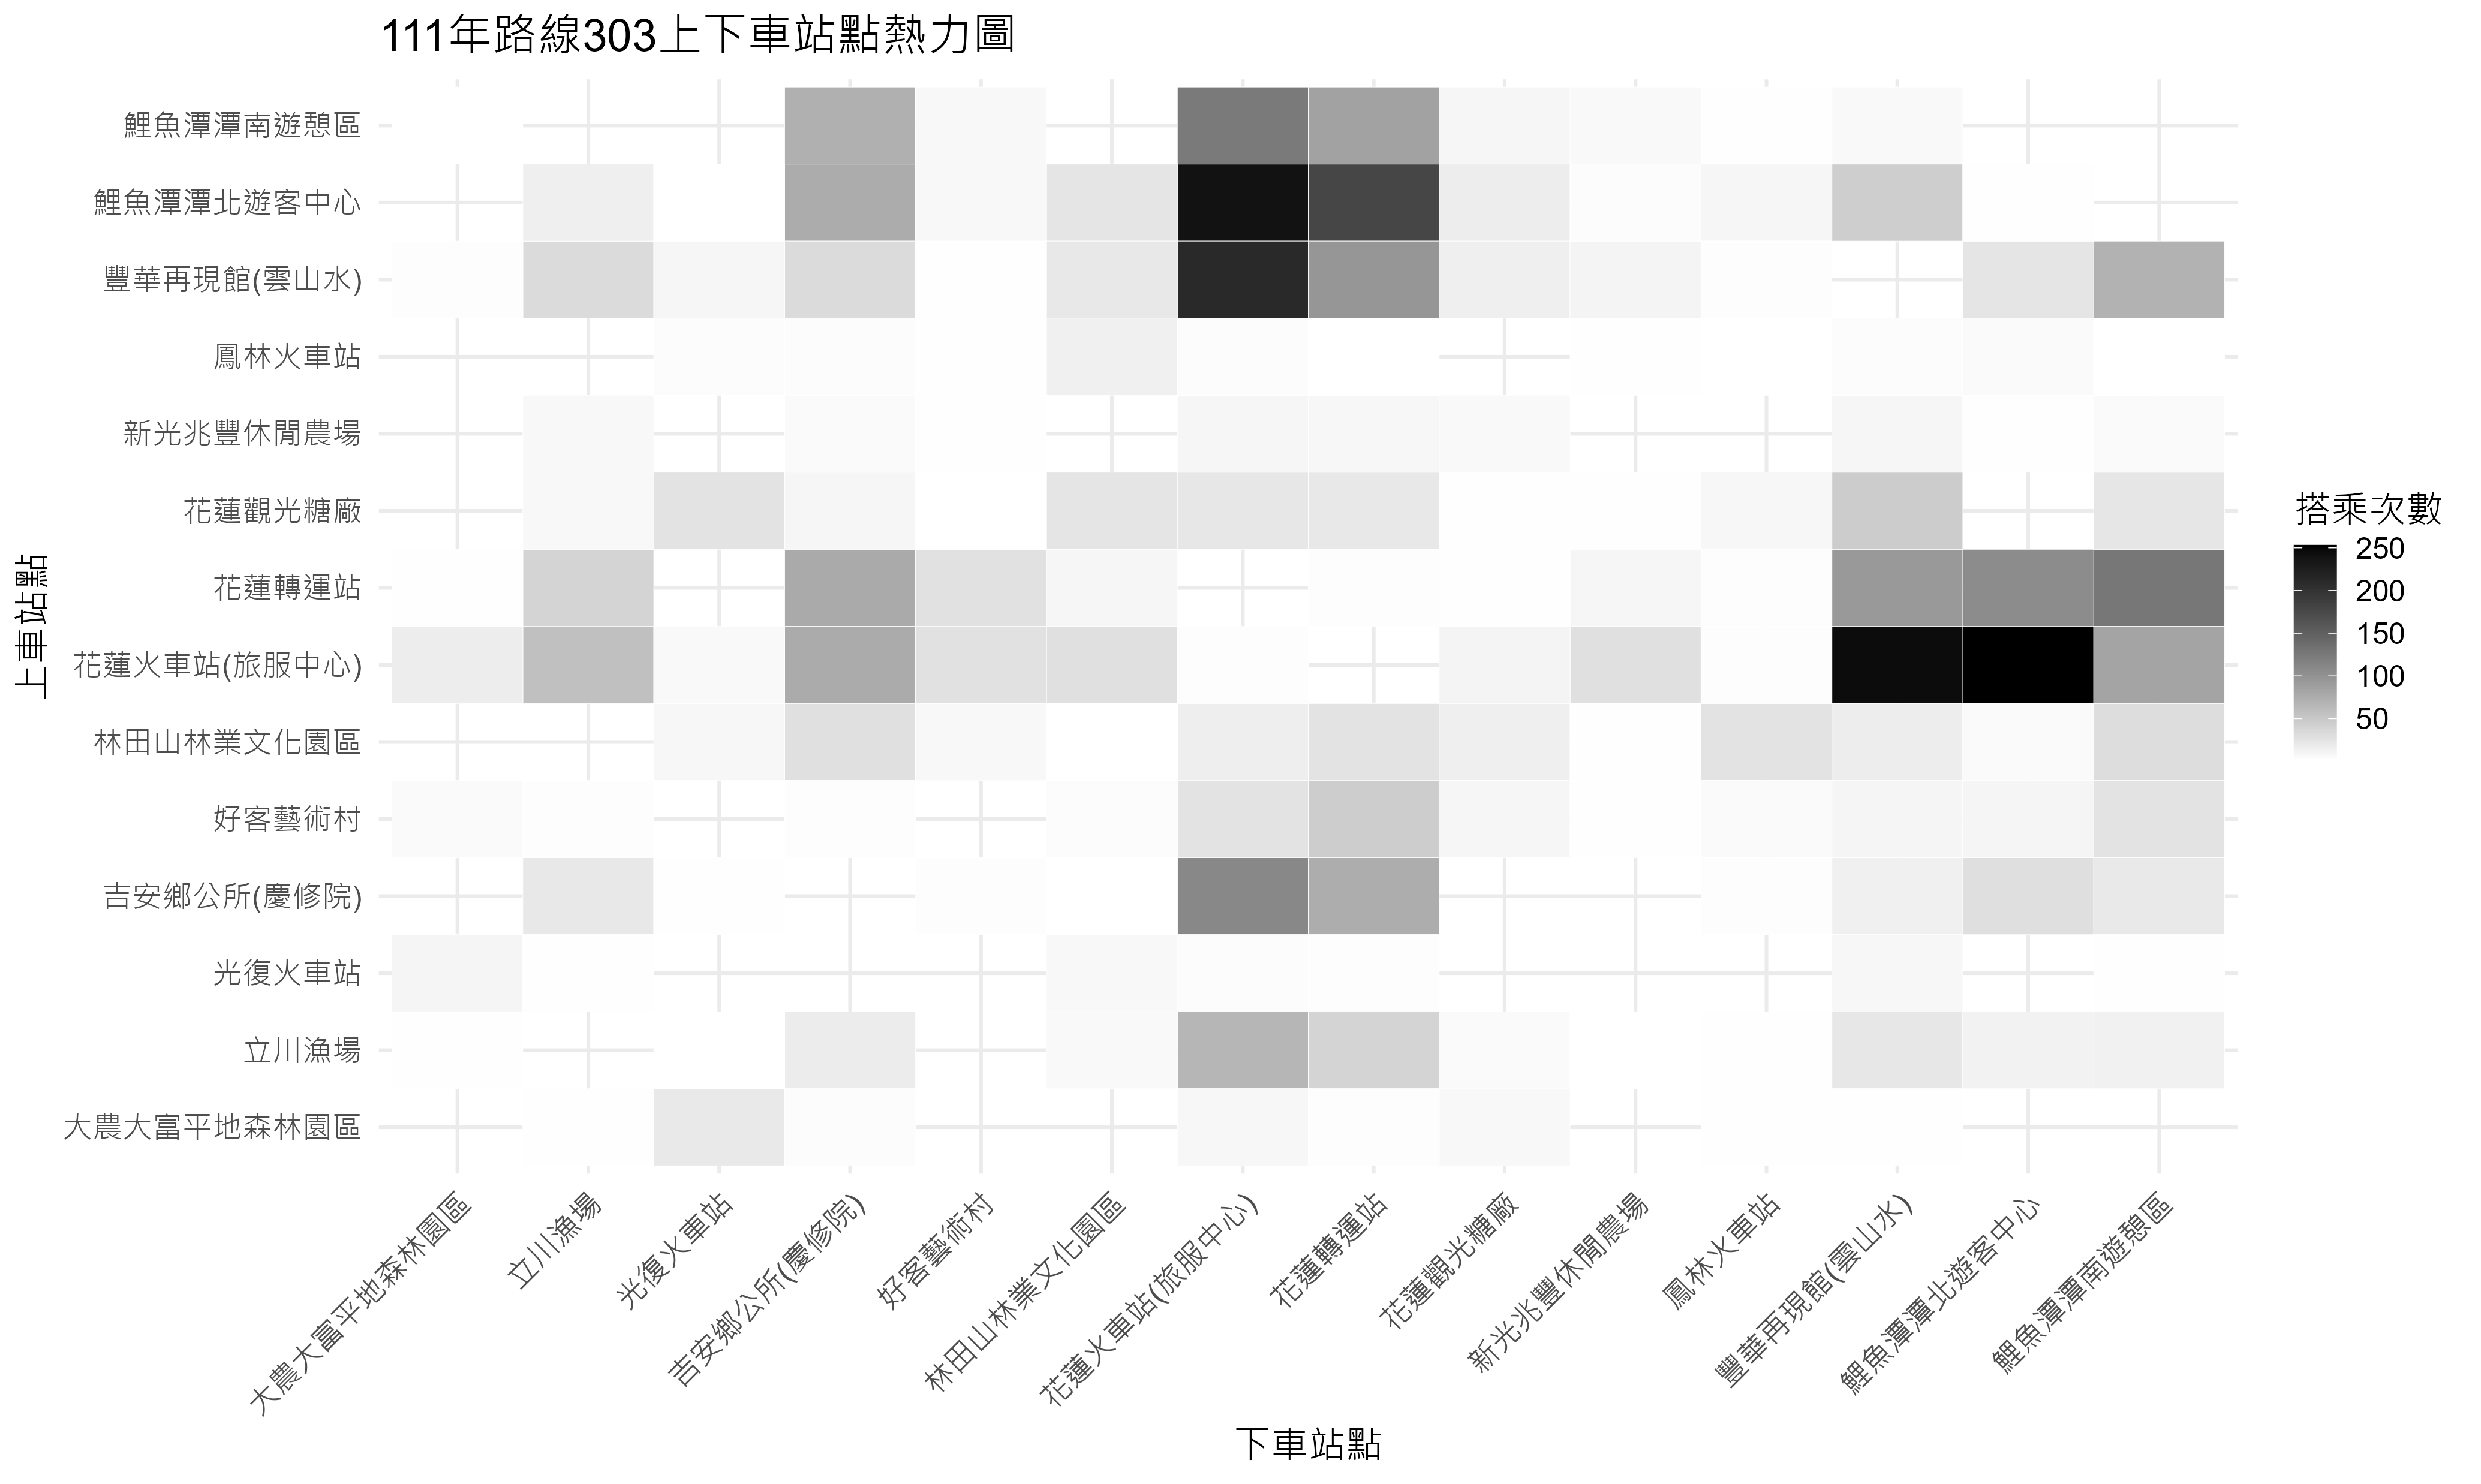 111年路線303上下車站點熱力圖
上車站點
鯉魚潭潭南遊憩區
鯉魚潭潭北遊客中心
豐華再現館(雲山水)
鳳林火車站
新光兆豐休閒農場
花蓮觀光糖廠
花蓮轉運站
花蓮火車站(旅服中心)
林田山林業文化園區
好客藝術村
吉安鄉公所(慶修院)
光復火車站
立川漁場
大農大富平地森林園區
大農大富平地森林園區
立川漁場
光復火車站
吉安鄉公所(慶修院)
好客藝術村
林田山林業文化園區
花蓮火車站(旅服中心)
花蓮轉運站
花蓮觀光糖廠
新光兆豐休閒農場
鳳林火車站
豐華再現館(雲山水)
鯉魚潭潭北遊客中心
鯉魚潭潭南遊憩區
下車站點
搭乘次數
250
200
150
100
50